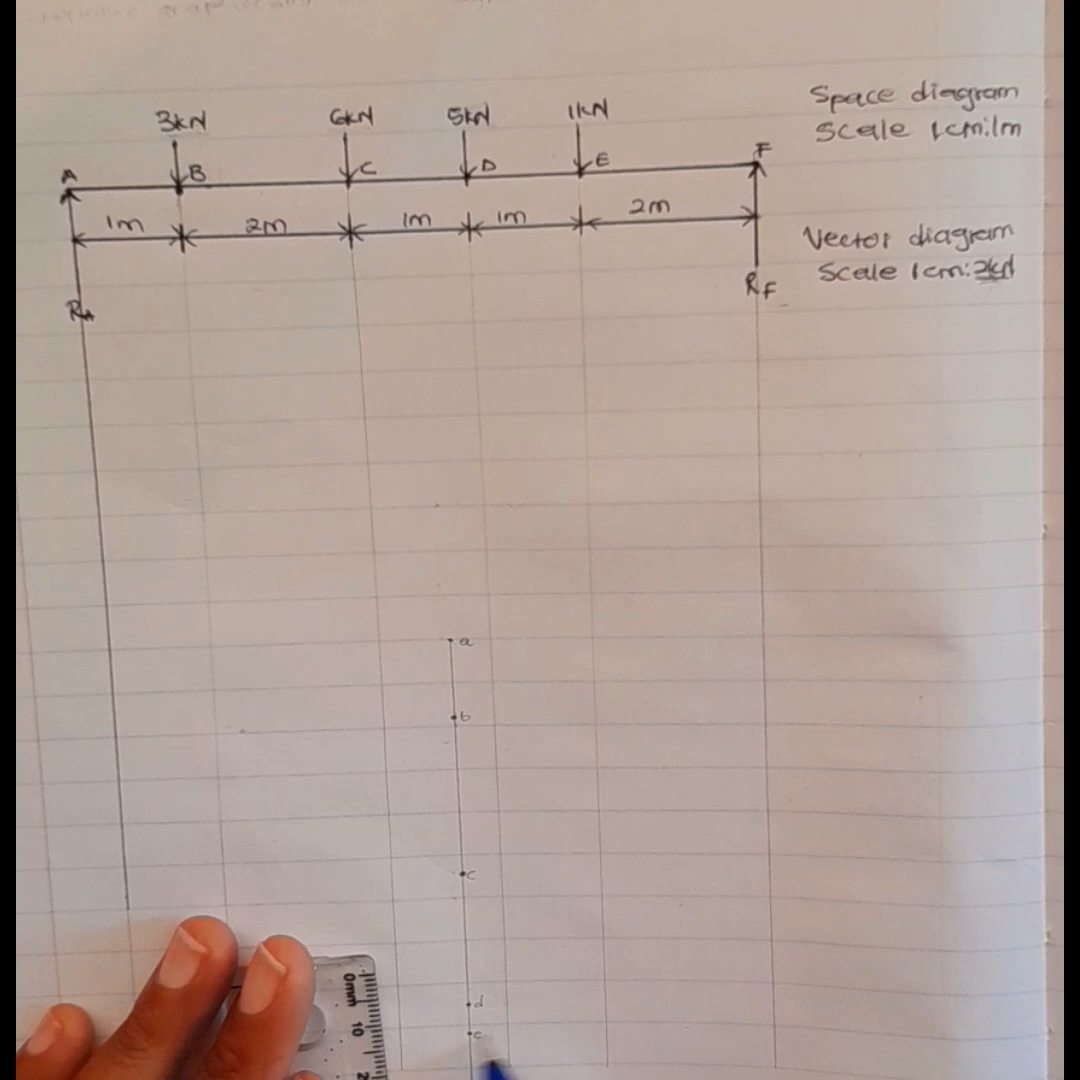 Space diagram
Scale 1cm:1m
3kN 6kN 5kN 1kN
A B C D E F
1m 2m 1m 1m 2m
Vector diagram
Scale 1cm:2kN
RA RF
a
b
c
d
e
0mm 10 2